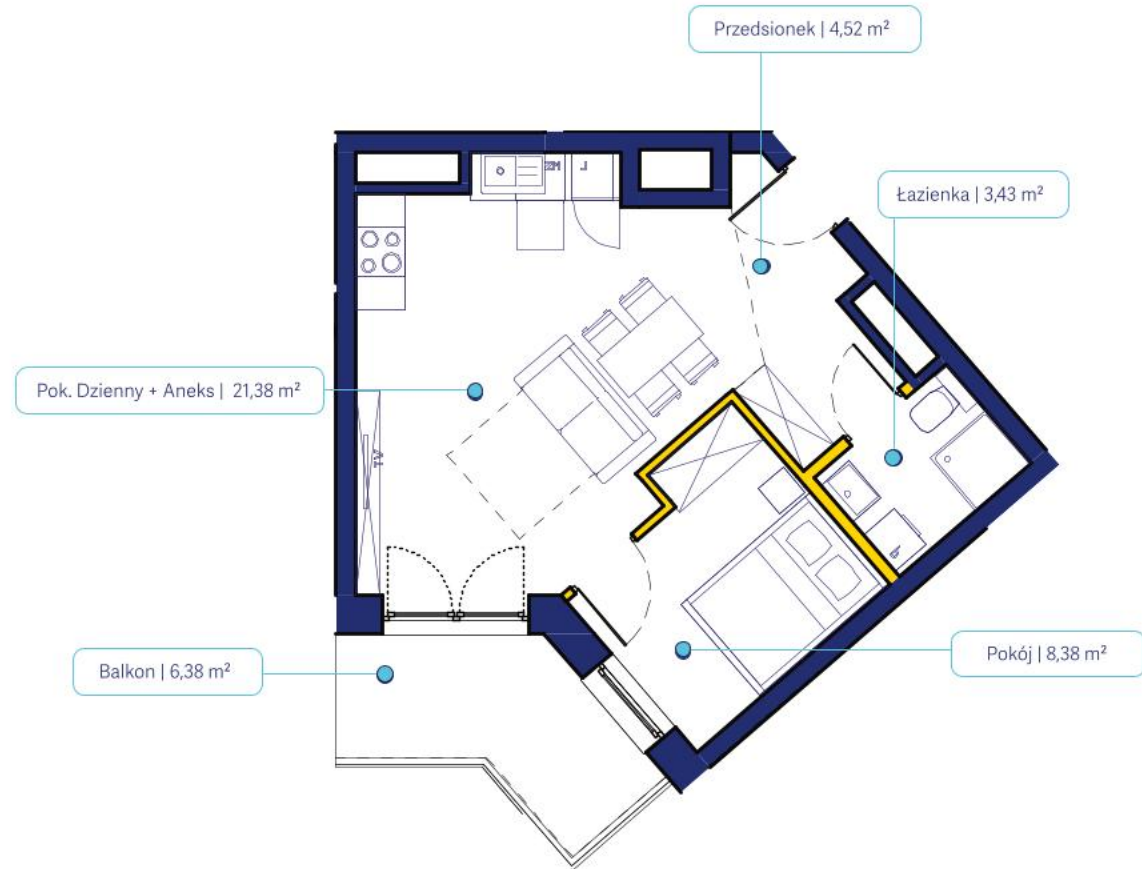 Przedsionek | 4,52 m²
Łazienka | 3,43 m²
Pok. Dzienny + Aneks | 21,38 m²
Balkon | 6,38 m²
Pokój | 8,38 m²
L
TV